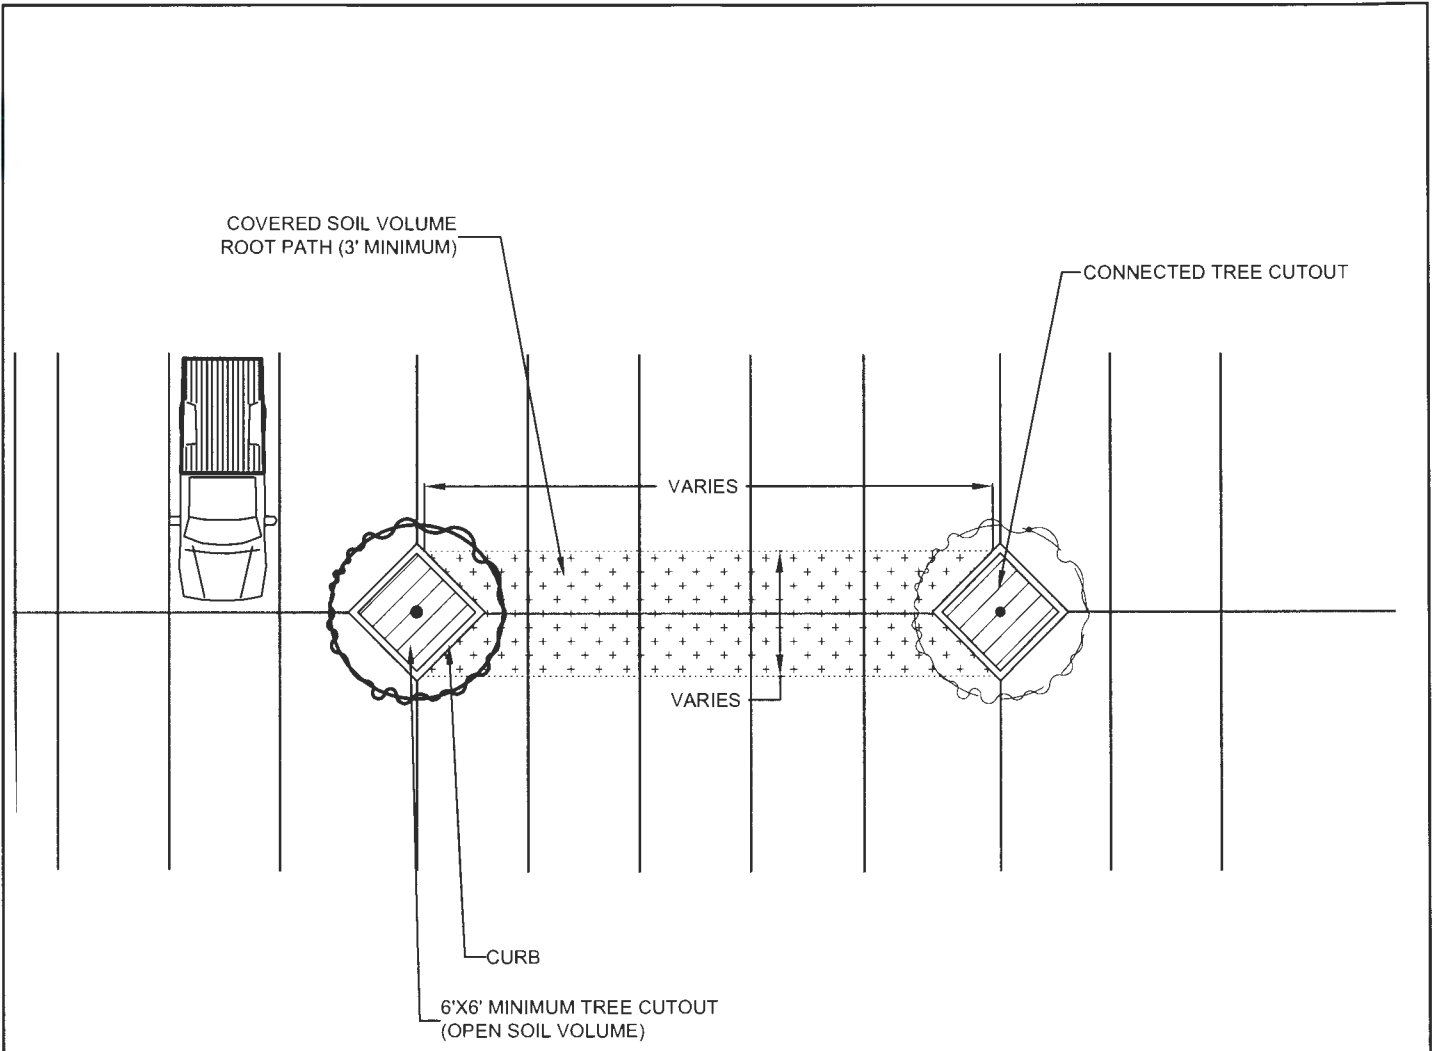 COVERED SOIL VOLUME
ROOT PATH (3' MINIMUM)
CONNECTED TREE CUTOUT
VARIES
VARIES
CURB
6'X6' MINIMUM TREE CUTOUT
(OPEN SOIL VOLUME)